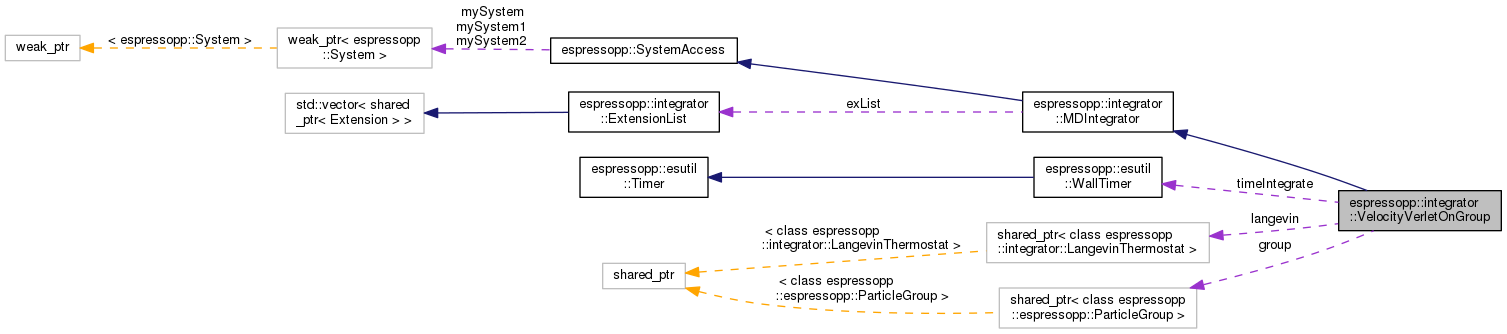 mySystem
mySystem1
mySystem2
weak_ptr
< espressopp::System >
weak_ptr< espressopp
::System >
espressopp::SystemAccess
std::vector< shared
_ptr< Extension > >
espressopp::integrator
::ExtensionList
exList
espressopp::integrator
::MDIntegrator
espressopp::esutil
::Timer
espressopp::esutil
::WallTimer
timeIntegrate
espressopp::integrator
::VelocityVerletOnGroup
langevin
group
< class espressopp
::integrator::LangevinThermostat >
shared_ptr< class espressopp
::integrator::LangevinThermostat >
shared_ptr
< class espressopp
::espressopp::ParticleGroup >
shared_ptr< class espressopp
::espressopp::ParticleGroup >